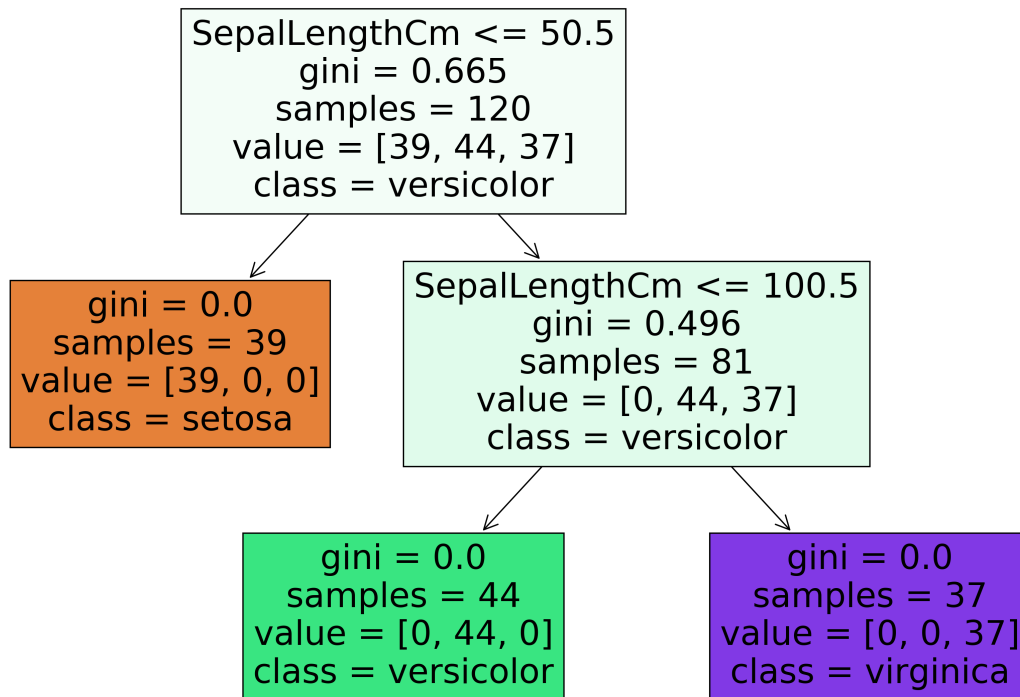 SepalLengthCm <= 50.5
gini = 0.665
samples = 120
value = [39, 44, 37]
class = versicolor
gini = 0.0
samples = 39
value = [39, 0, 0]
class = setosa
SepalLengthCm <= 100.5
gini = 0.496
samples = 81
value = [0, 44, 37]
class = versicolor
gini = 0.0
samples = 44
value = [0, 44, 0]
class = versicolor
gini = 0.0
samples = 37
value = [0, 0, 37]
class = virginica